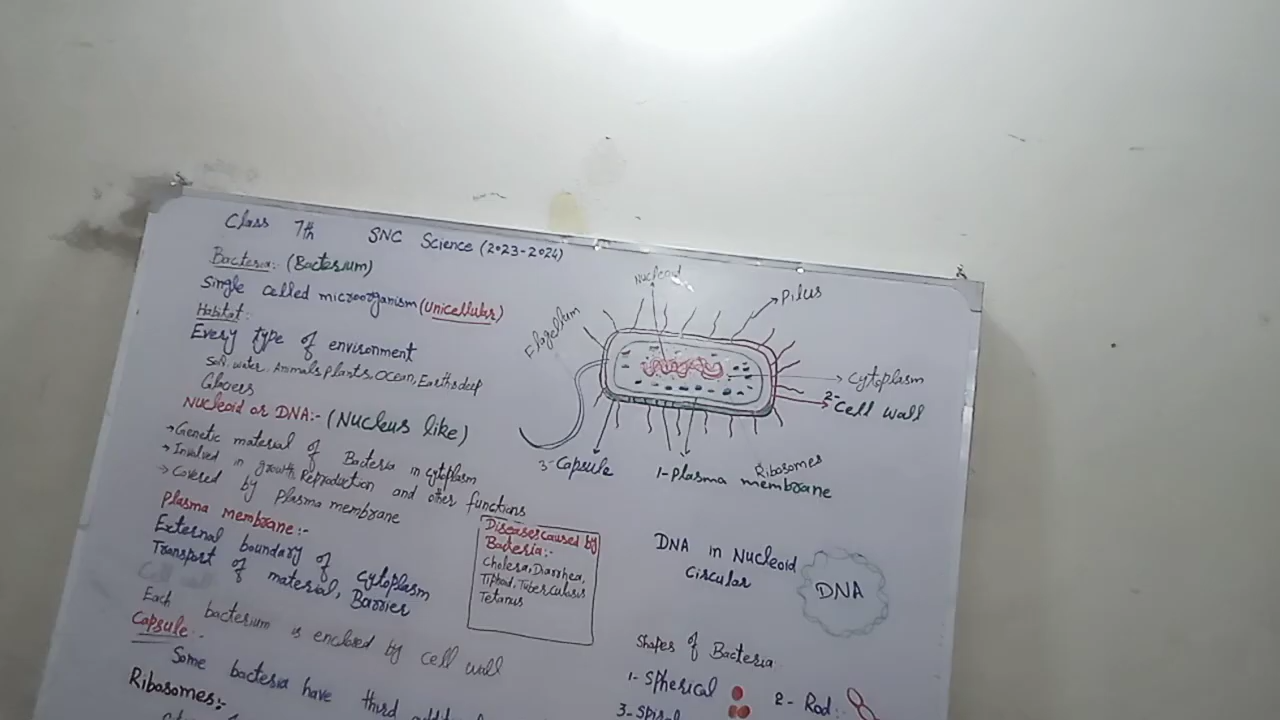 Class 7th SNC Science (2023-2024)
Bacteria:- (Bacterium)
Single celled microorganism (Unicellular)
Habitat:-
Every type of environment
Soil, water, Animals, Plants, Ocean, Earth's deep
Glaciers
Nucleoid or DNA:- (Nucleus like)
→Genetic material of Bacteria in cytoplasm
→Involved in growth, Reproduction and other functions
→Covered by Plasma membrane
Plasma membrane:-
External boundary of cytoplasm
Transport of material, Barrier
Each bacterium is enclosed by cell wall
Capsule:-
Some bacteria have third
Ribosomes:-
Nucleoid
Pilus
Flagellum
Cytoplasm
2- Cell wall
3-Capsule
1-Plasma membrane
Ribosomes
Diseases caused by
Bacteria:-
Cholera, Diarrhea,
Tiphoid, Tuberculosis
Tetanus
DNA in Nucleoid
Circular
DNA
Shapes of Bacteria:
1- Spherical
2- Rod:-
3- Spiral